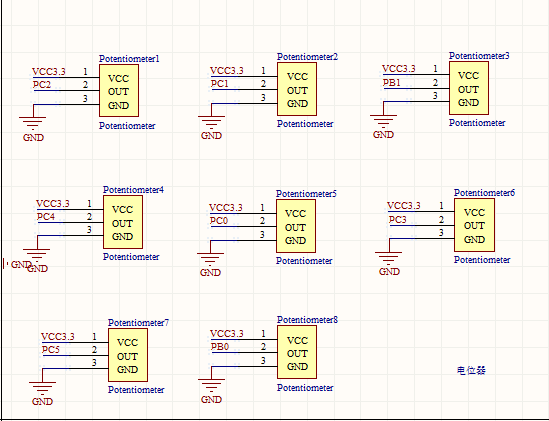 Potentiometer1
VCC3.3 1 VCC
PC2 2 OUT
3 GND
GND
Potentiometer
Potentiometer2
VCC3.3 1 VCC
PC1 2 OUT
3 GND
GND
Potentiometer
Potentiometer3
VCC3.3 1 VCC
PB1 2 OUT
3 GND
GND
Potentiometer
Potentiometer4
VCC3.3 1 VCC
PC4 2 OUT
3 GND
GND
GND
Potentiometer
Potentiometer5
VCC3.3 1 VCC
PC0 2 OUT
3 GND
GND
Potentiometer
Potentiometer6
VCC3.3 1 VCC
PC3 2 OUT
3 GND
GND
Potentiometer
Potentiometer7
VCC3.3 1 VCC
PC5 2 OUT
3 GND
GND
Potentiometer
Potentiometer8
VCC3.3 1 VCC
PB0 2 OUT
3 GND
GND
Potentiometer
电位器